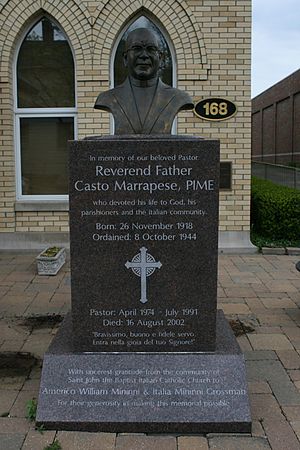 168
In memory of our beloved Pastor
Reverend Father
Casto Marrapese, PIME
who devoted his life to God, his
parishioners and the Italian community.
Born: 26 November 1918
Ordained: 8 October 1944
Pastor: April 1974 - July 1991
Died: 16 August 2002
"Bravissimo, buono e fidele servo.
Entra nella gioia del tuo Signore!"
With sincerest gratitude from the community of
Saint John the Baptist Italian Catholic Church to
Americo William Mininni & Italia Mininni Grossman
For their generosity in making this memorial possible